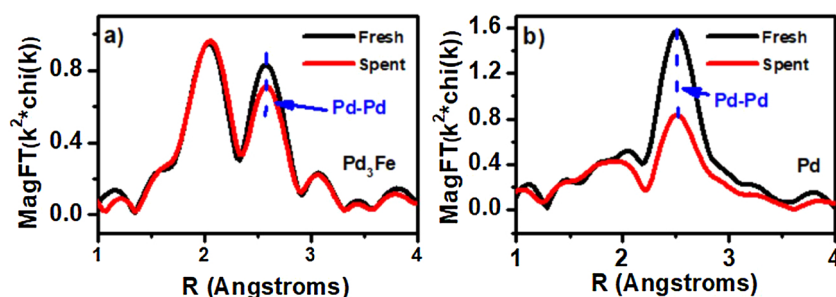 a)
Fresh
Spent
Pd-Pd
Pd₃Fe
MagFT(k²*chi(k))
0.8
0.4
0.0
1
2
3
4
R (Angstroms)
b)
Fresh
Spent
Pd-Pd
Pd
MagFT(k²*chi(k))
1.6
1.2
0.8
0.4
0.0
1
2
3
4
R (Angstroms)